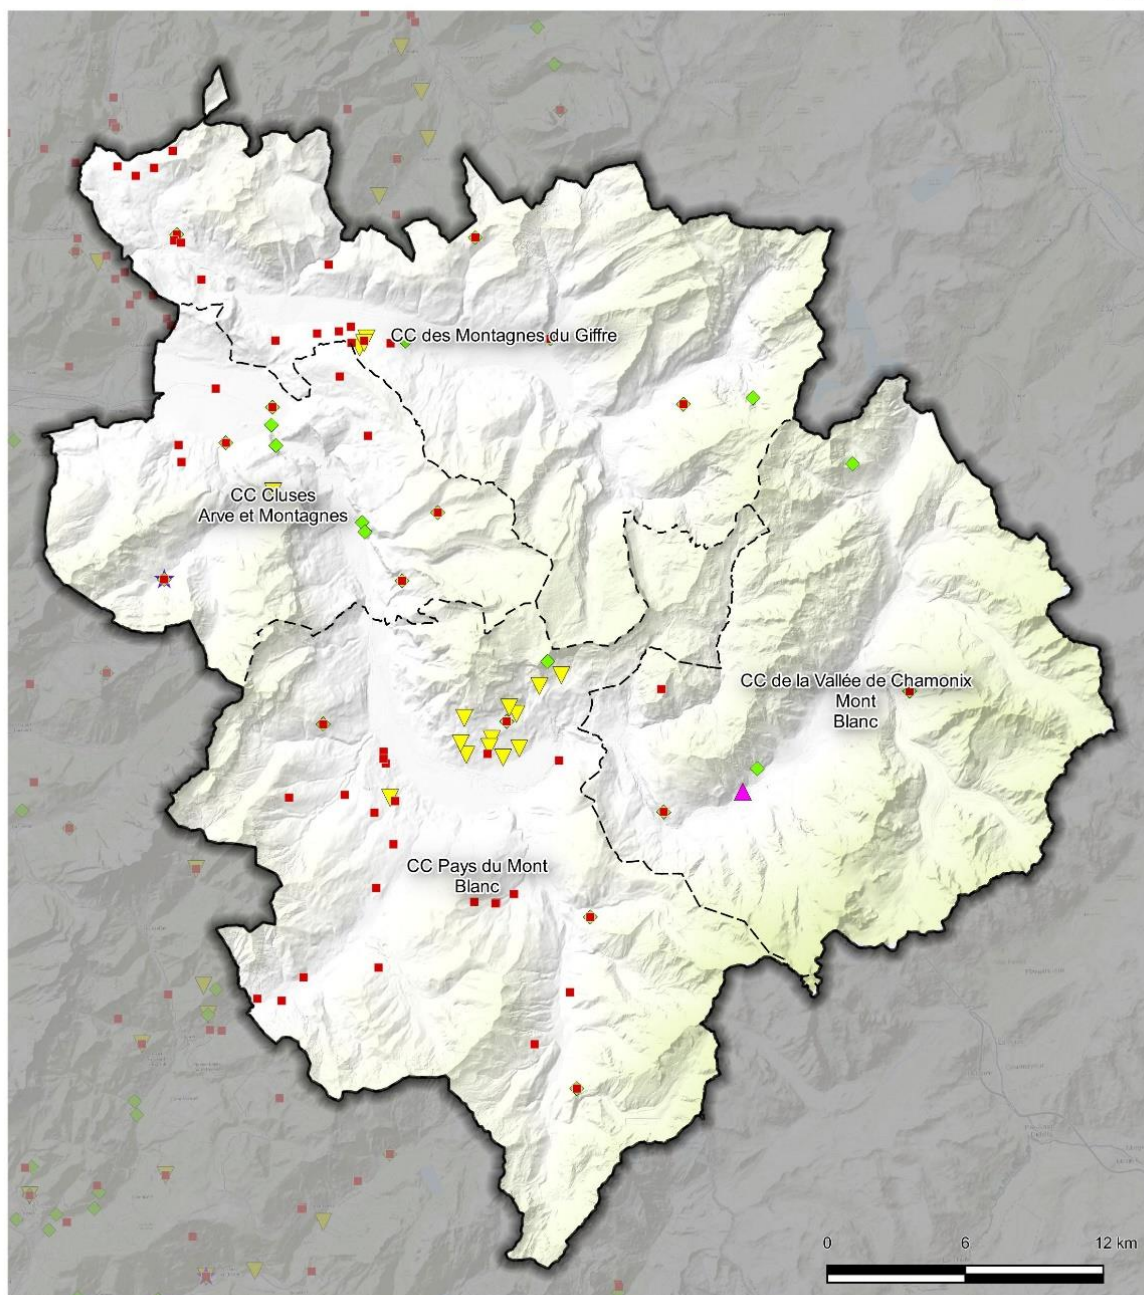 CC des Montagnes du Giffre
CC Cluses
Arve et Montagnes
CC de la Vallée de Chamonix
Mont
Blanc
CC Pays du Mont
Blanc
0 6 12 km